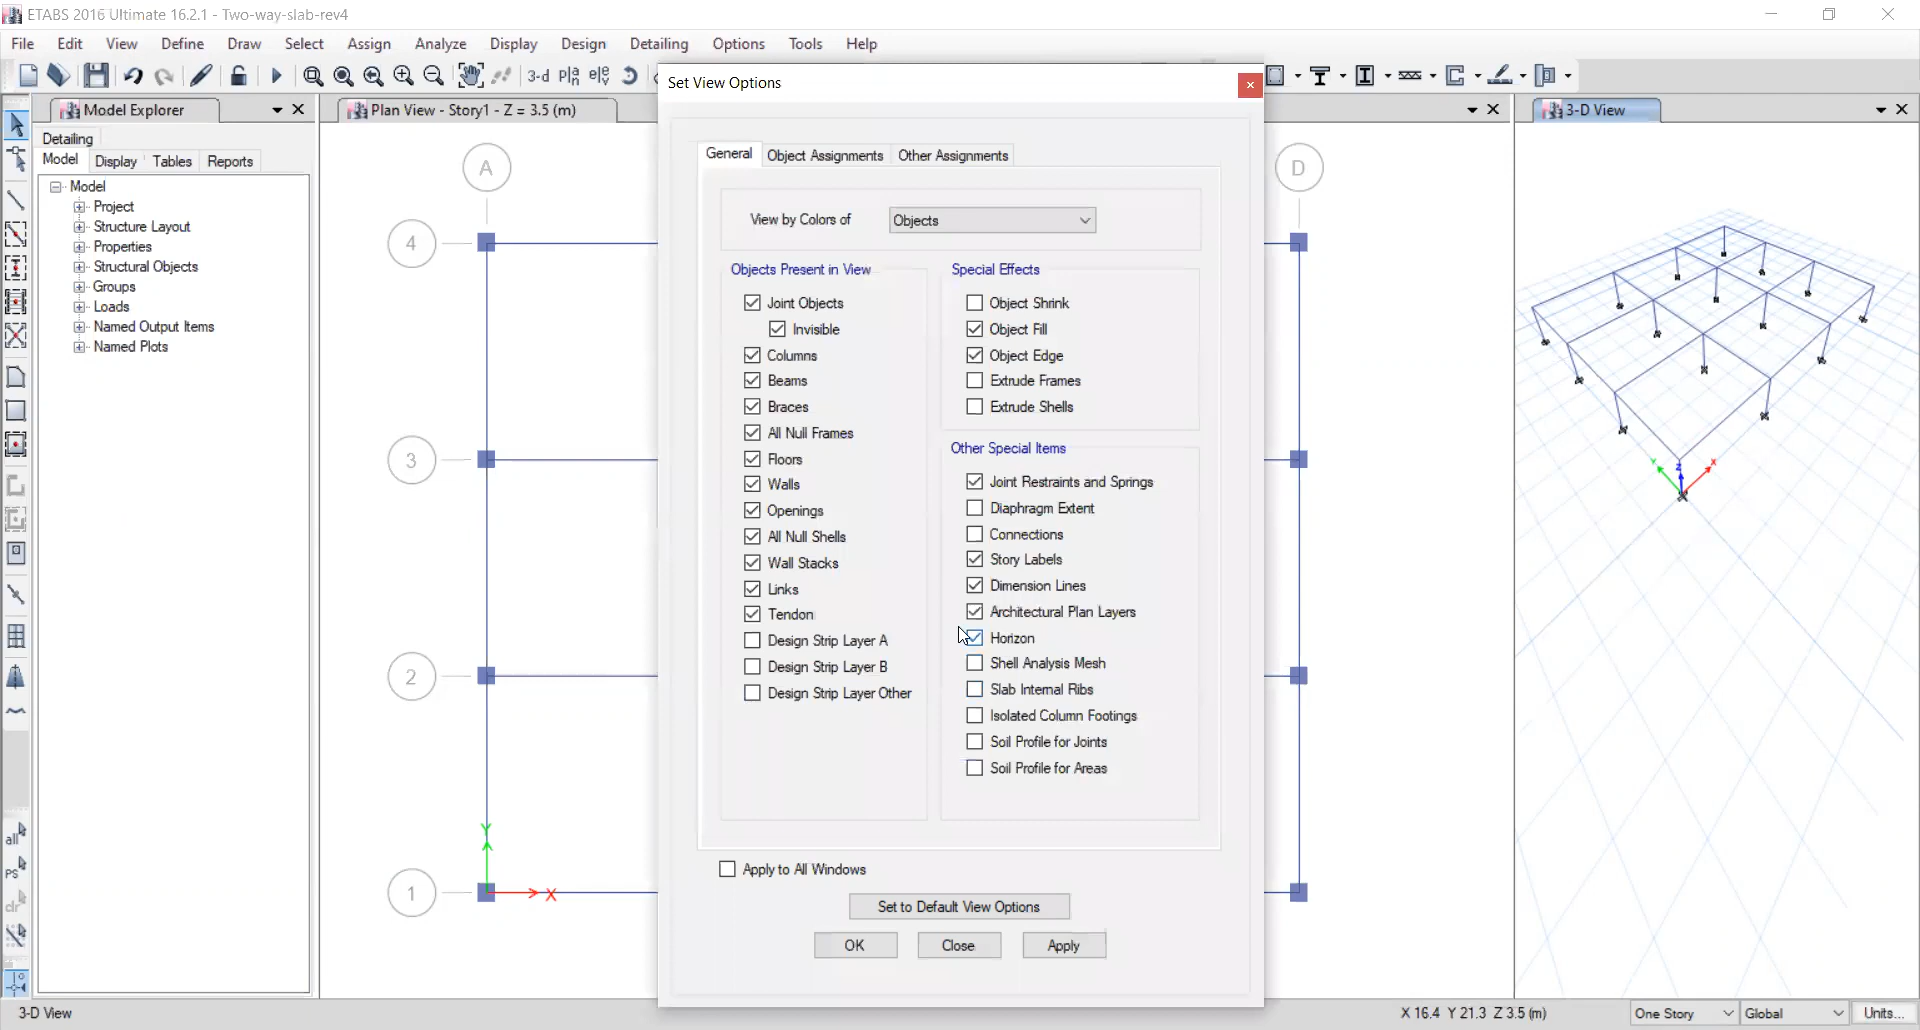 ETABS 2016 Ultimate 16.2.1 - Two-way-slab-rev4
File Edit View Define Draw Select Assign Analyze Display Design Detailing Options Tools Help
3-d Pla ele
Set View Options
Model Explorer
Plan View - Story1 - Z = 3.5 (m)
3-D View
Detailing
Model Display Tables Reports
Model
Project
Structure Layout
Properties
Structural Objects
Groups
Loads
Named Output Items
Named Plots
A
D
4
3
2
1
Y
X
General Object Assignments Other Assignments
View by Colors of Objects
Objects Present in View
Joint Objects
Invisible
Columns
Beams
Braces
All Null Frames
Floors
Walls
Openings
All Null Shells
Wall Stacks
Links
Tendon
Design Strip Layer A
Design Strip Layer B
Design Strip Layer Other
Special Effects
Object Shrink
Object Fill
Object Edge
Extrude Frames
Extrude Shells
Other Special Items
Joint Restraints and Springs
Diaphragm Extent
Connections
Story Labels
Dimension Lines
Architectural Plan Layers
Horizon
Shell Analysis Mesh
Slab Internal Ribs
Isolated Column Footings
Soil Profile for Joints
Soil Profile for Areas
Apply to All Windows
Set to Default View Options
OK Close Apply
Y Z X
all
PS
clr
3-D View
X 16.4 Y 21.3 Z 3.5 (m)
One Story Global Units...